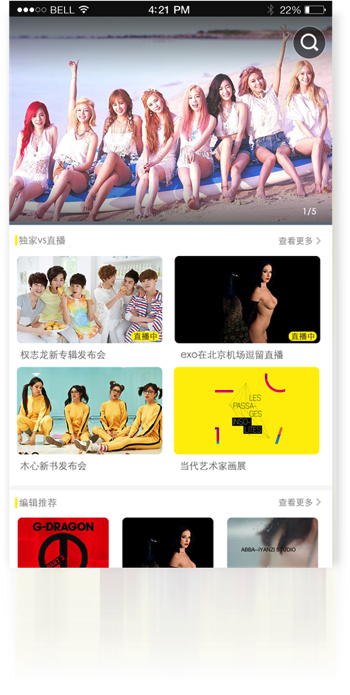 ●●●○○ BELL
4:21 PM
22%
1/5
独家vs直播
查看更多 >
直播中
直播中
权志龙新专辑发布会
exo在北京机场逗留直播
LES
PASSA-
GES
INSO-
LITES
木心新书发布会
当代艺术家画展
编辑推荐
查看更多 >
G-DRAGON
ABBA--iYANZI STUDIO